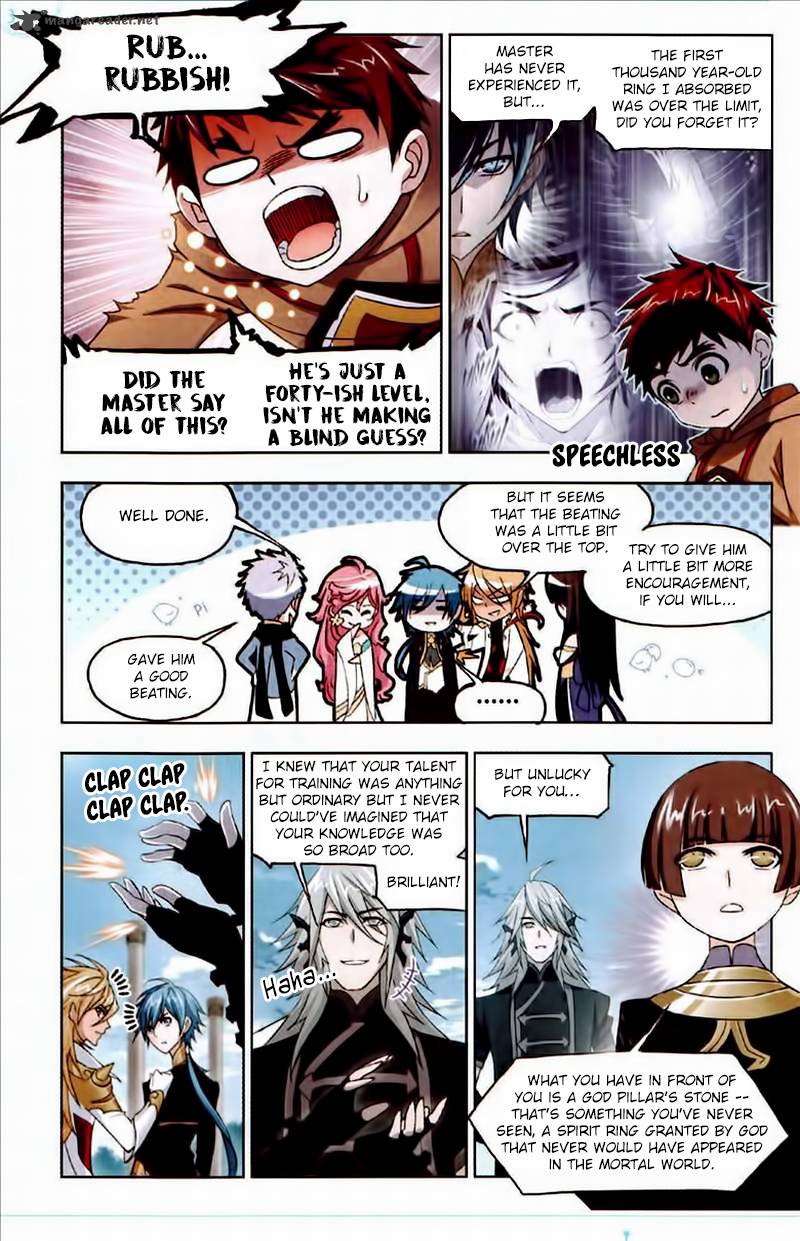 mangareader.net
RUB...
RUBBISH!
DID THE
MASTER SAY
ALL OF THIS?
HE'S JUST A
FORTY-ISH LEVEL,
ISN'T HE MAKING
A BLIND GUESS?
MASTER
HAS NEVER
EXPERIENCED IT,
BUT...
THE FIRST
THOUSAND YEAR-OLD
RING I ABSORBED
WAS OVER THE LIMIT,
DID YOU FORGET IT?
SPEECHLESS
WELL DONE.
GAVE HIM
A GOOD
BEATING.
PI
BUT IT SEEMS
THAT THE BEATING
WAS A LITTLE BIT
OVER THE TOP.
TRY TO GIVE HIM
A LITTLE BIT MORE
ENCOURAGEMENT,
IF YOU WILL...
......
CLAP CLAP
CLAP CLAP.
I KNEW THAT YOUR TALENT
FOR TRAINING WAS ANYTHING
BUT ORDINARY BUT I NEVER
COULD'VE IMAGINED THAT
YOUR KNOWLEDGE WAS
SO BROAD TOO.
BRILLIANT!
Haha...
BUT UNLUCKY
FOR YOU...
WHAT YOU HAVE IN FRONT OF
YOU IS A GOD PILLAR'S STONE --
THAT'S SOMETHING YOU'VE NEVER
SEEN, A SPIRIT RING GRANTED BY GOD
THAT NEVER WOULD HAVE APPEARED
IN THE MORTAL WORLD.